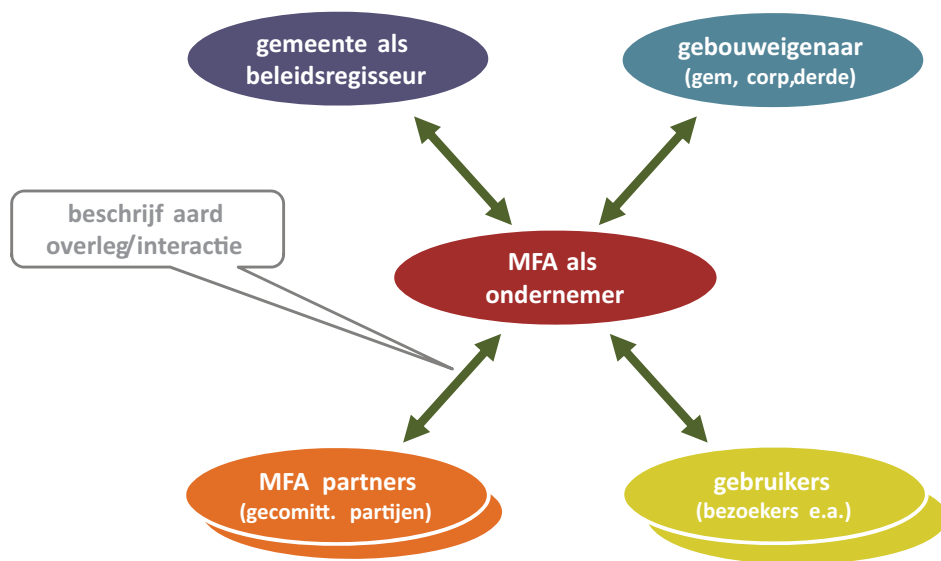 gemeente als
beleidsregisseur
gebouweigenaar
(gem, corp,derde)
beschrijf aard
overleg/interactie
MFA als
ondernemer
MFA partners
(gecomitt. partijen)
gebruikers
(bezoekers e.a.)